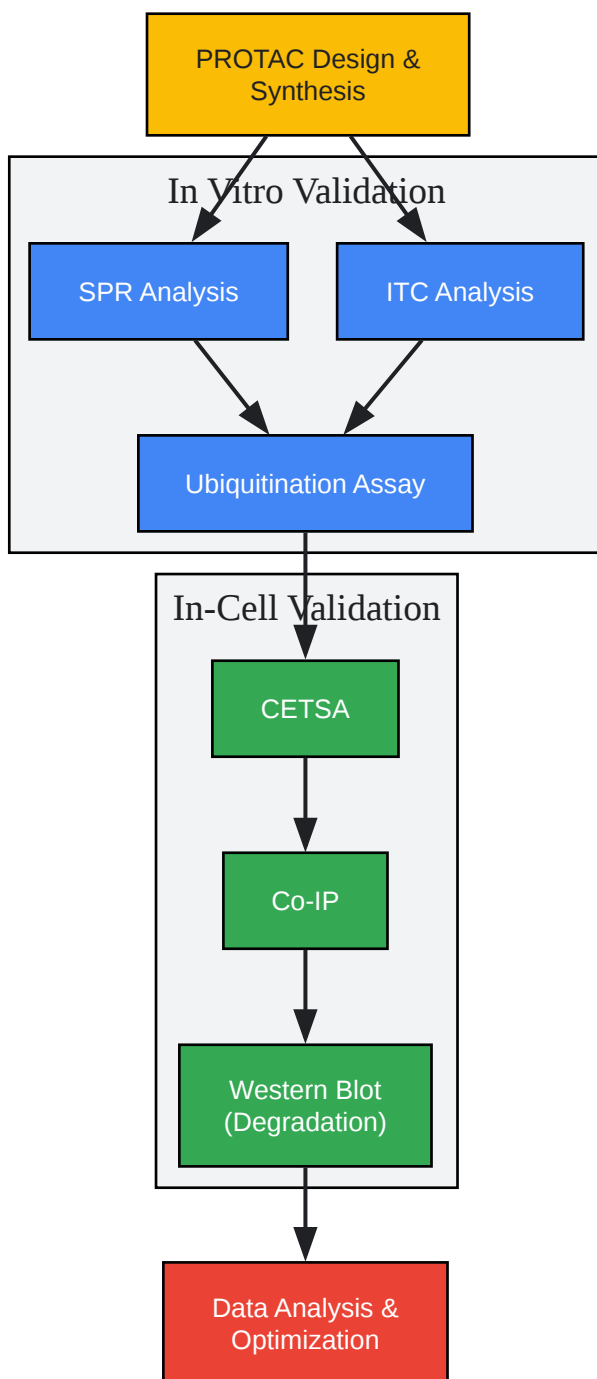 PROTAC Design &
Synthesis
In Vitro Validation
SPR Analysis
ITC Analysis
Ubiquitination Assay
In-Cell Validation
CETSA
Co-IP
Western Blot
(Degradation)
Data Analysis &
Optimization